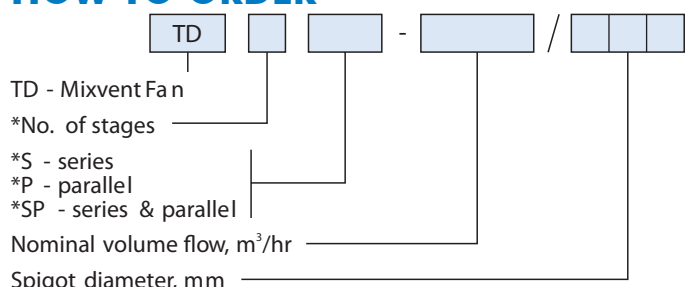 HOW TO ORDER
TD - /
TD - Mixvent Fan
*No. of stages
*S - series
*P - parallel
*SP - series & parallel
Nominal volume flow, m³/hr
Spigot diameter, mm